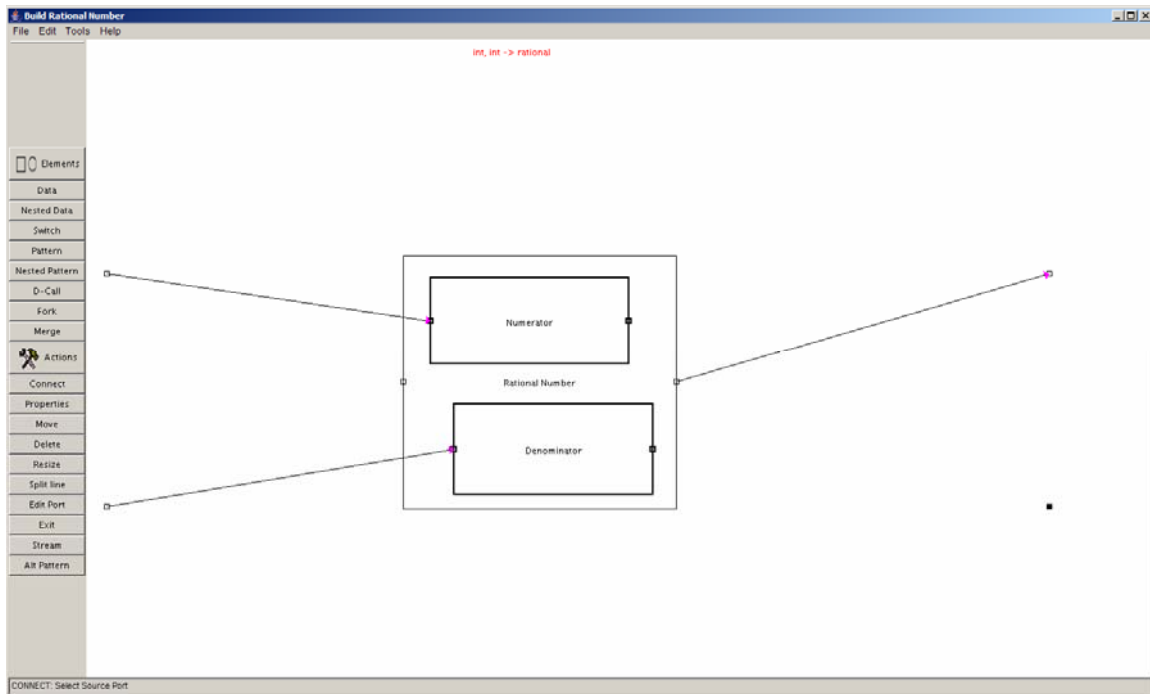 Build Rational Number
File Edit Tools Help
int, int -> rational
Elements
Data
Nested Data
Switch
Pattern
Nested Pattern
D-Call
Fork
Merge
Actions
Connect
Properties
Move
Delete
Resize
Split line
Edit Port
Exit
Stream
Alt Pattern
Numerator
Rational Number
Denominator
CONNECT: Select Source Port